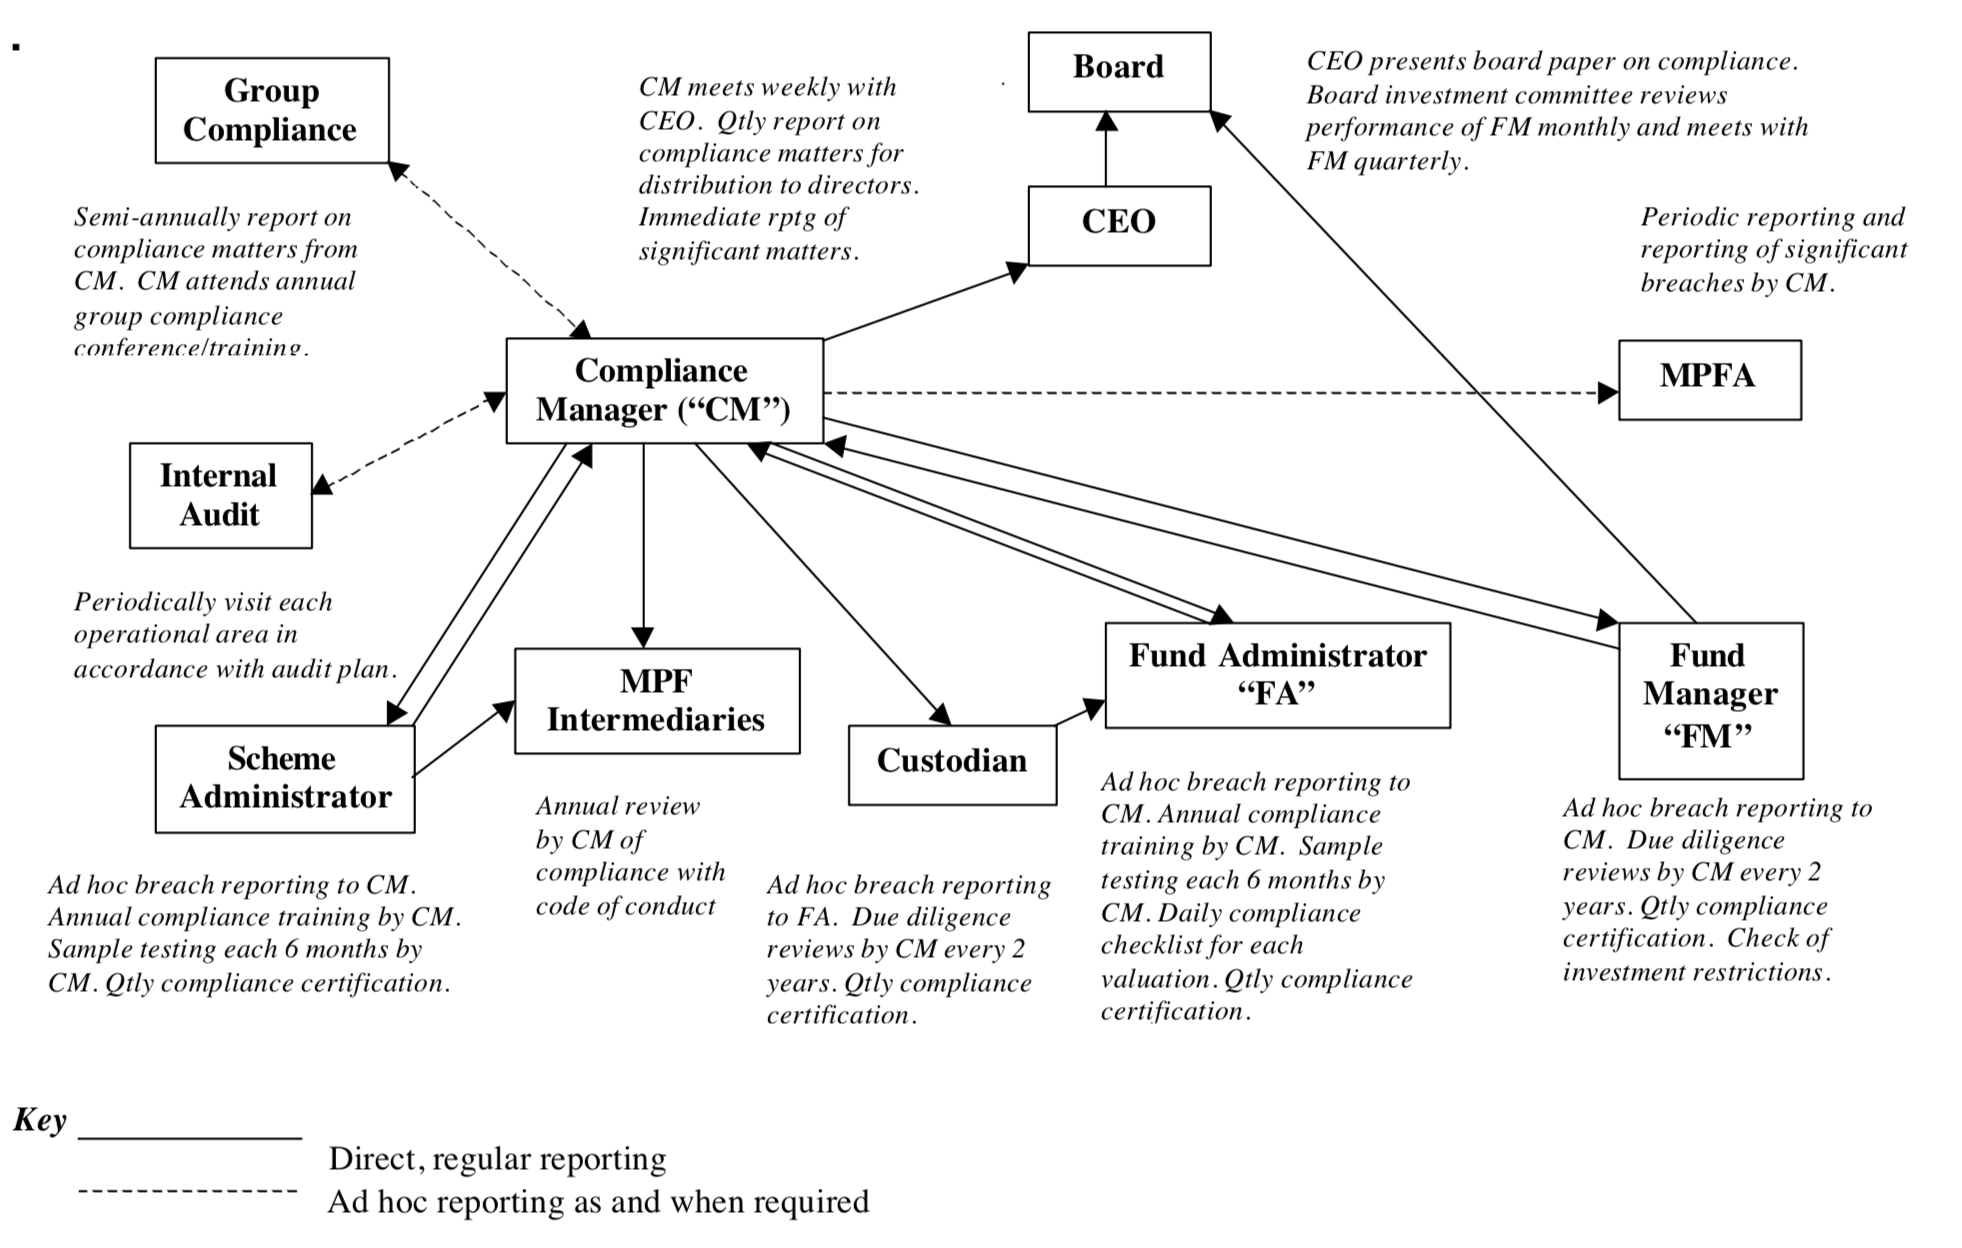 Group
Compliance
CM meets weekly with
CEO. Qtly report on
compliance matters for
distribution to directors.
Immediate rptg of
significant matters.
Board
CEO presents board paper on compliance.
Board investment committee reviews
performance of FM monthly and meets with
FM quarterly.
CEO
Semi-annually report on
compliance matters from
CM. CM attends annual
group compliance
conference/training.
Periodic reporting and
reporting of significant
breaches by CM.
Compliance
Manager (“CM”)
MPFA
Internal
Audit
Periodically visit each
operational area in
accordance with audit plan.
Scheme
Administrator
MPF
Intermediaries
Custodian
Fund Administrator
“FA”
Fund
Manager
“FM”
Ad hoc breach reporting to CM.
Annual compliance training by CM.
Sample testing each 6 months by
CM. Qtly compliance certification.
Annual review
by CM of
compliance with
code of conduct
Ad hoc breach reporting
to FA. Due diligence
reviews by CM every 2
years. Qtly compliance
certification.
Ad hoc breach reporting to
CM. Annual compliance
training by CM. Sample
testing each 6 months by
CM. Daily compliance
checklist for each
valuation. Qtly compliance
certification.
Ad hoc breach reporting to
CM. Due diligence
reviews by CM every 2
years. Qtly compliance
certification. Check of
investment restrictions.
Key
Direct, regular reporting
Ad hoc reporting as and when required